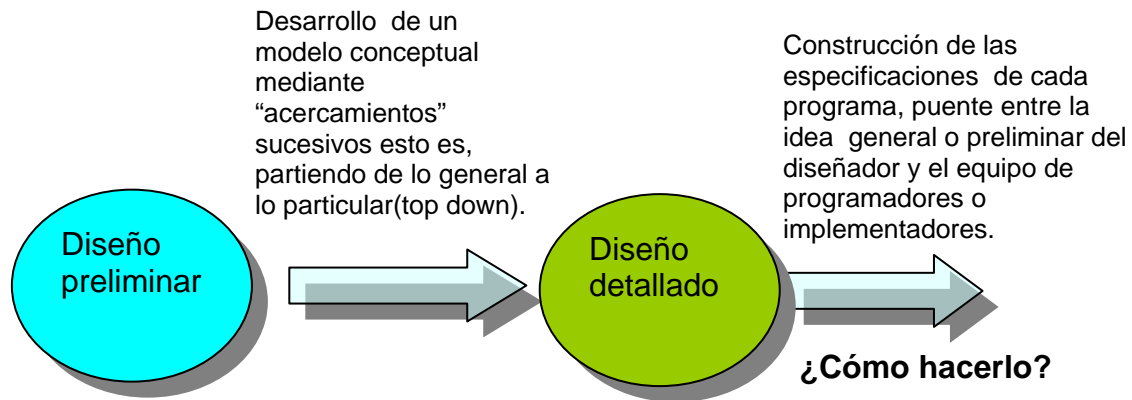 Desarrollo de un
modelo conceptual
mediante
“acercamientos”
sucesivos esto es,
partiendo de lo general a
lo particular(top down).
Construcción de las
especificaciones de cada
programa, puente entre la
idea general o preliminar del
diseñador y el equipo de
programadores o
implementadores.
Diseño
preliminar
Diseño
detallado
¿Cómo hacerlo?